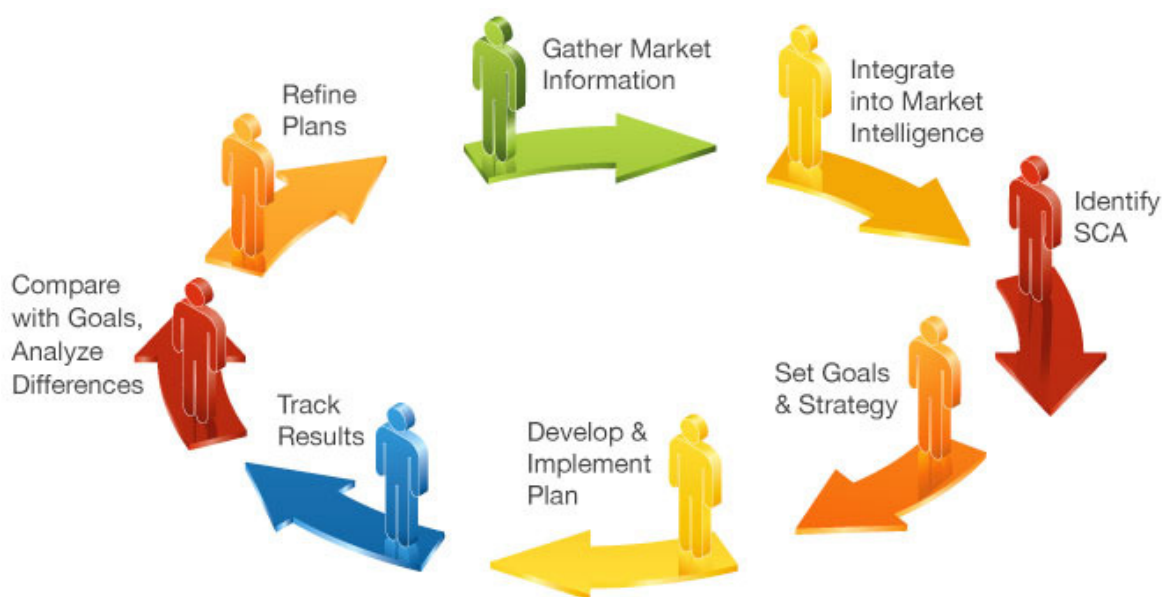 Gather Market
Information
Integrate
into Market
Intelligence
Identify
SCA
Set Goals
& Strategy
Develop &
Implement
Plan
Track
Results
Compare
with Goals,
Analyze
Differences
Refine
Plans